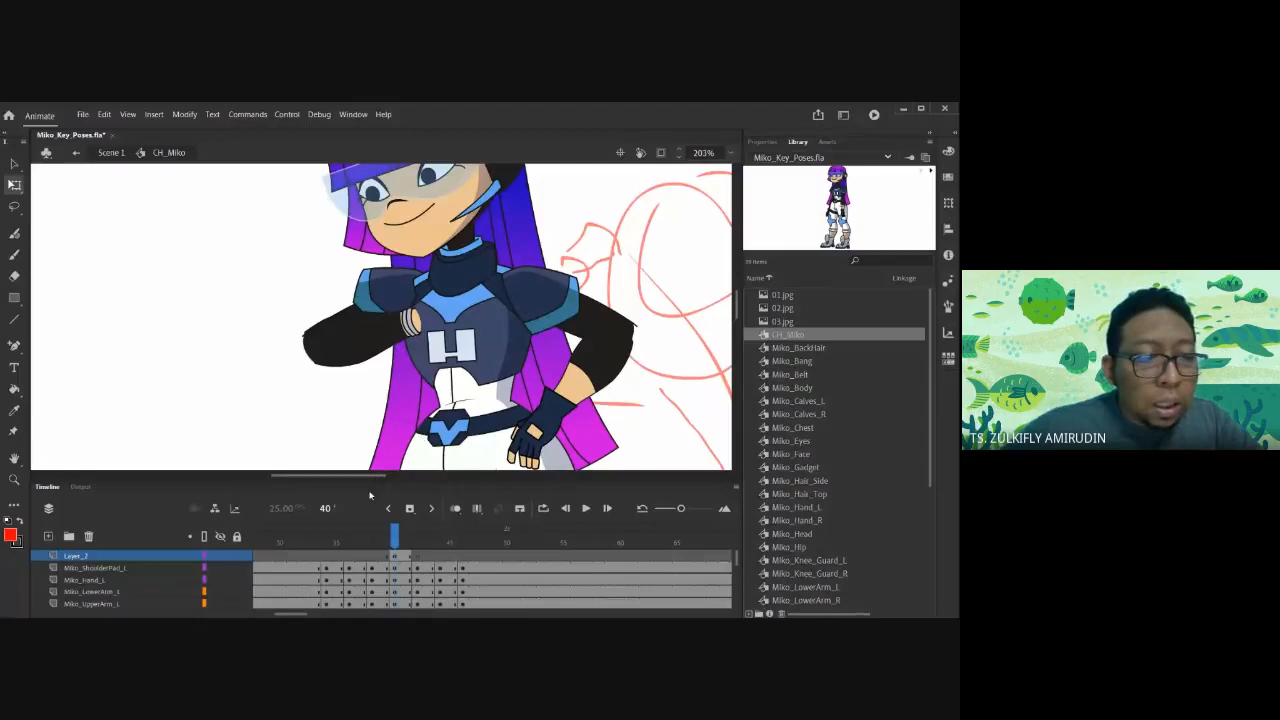 Animate File Edit View Insert Modify Text Commands Control Debug Window Help
Miko_Key_Poses.fla*
Scene 1 CH_Miko 203%
H
Properties Library Assets
Miko_Key_Poses.fla
Name Linkage
01.jpg
02.jpg
03.jpg
CH_Miko
Miko_BackHair
Miko_Bang
Miko_Belt
Miko_Body
Miko_Calves_L
Miko_Calves_R
Miko_Chest
Miko_Eyes
Miko_Face
Miko_Gadget
Miko_Hair_Side
Miko_Hair_Top
Miko_Hand_L
Miko_Hand_R
Miko_Head
Miko_Hip
Miko_Knee_Guard_L
Miko_Knee_Guard_R
Miko_LowerArm_L
Miko_LowerArm_R
Timeline Output
25.00 40
2s
30 35 45 50 55 60 65
Layer_2
Miko_ShoulderPad_L
Miko_Hand_L
Miko_LowerArm_L
Miko_UpperArm_L
TS. ZULKIFLY AMIRUDIN